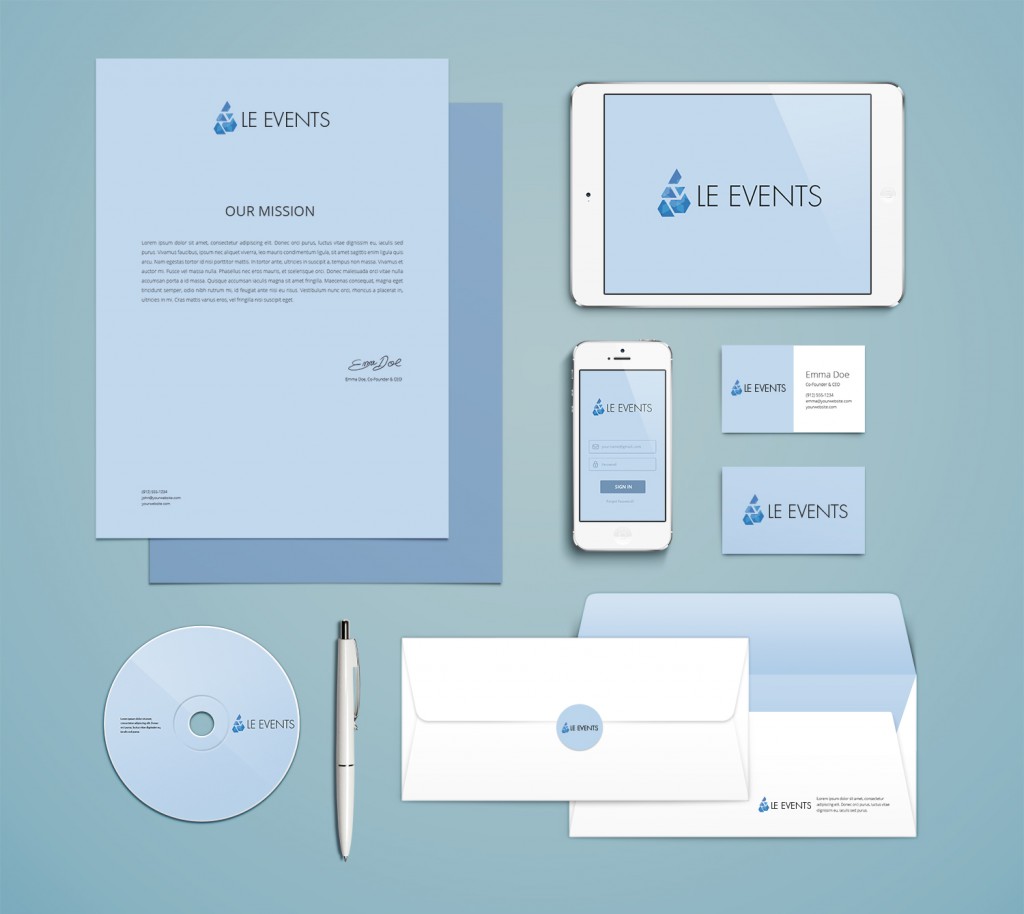 LE EVENTS
OUR MISSION
Lorem ipsum dolor sit amet, consectetur adipiscing elit. Donec orci purus, luctus vitae dignissim eu, iaculis sed
purus. Vivamus faucibus, ipsum nec aliquet viverra, leo mauris condimentum ligula, sit amet sagittis enim ligula quis
arcu. Nam egestas tortor id nisi porttitor mattis. In tortor ante, ultricies in suscipit a, tempus non massa. Vivamus et
auctor mi. Fusce vel massa nulla. Phasellus nec eros mauris, et scelerisque orci. Donec malesuada orci vitae nulla
accumsan porta a id massa. Quisque accumsan iaculis magna sit amet fringilla. Maecenas consequat, magna eget
tincidunt semper, odio nibh rutrum mi, id feugiat ante nisi eu risus. Vestibulum nunc orci, rhoncus a placerat in,
ultricies in mi. Cras mattis varius eros, vel fringilla nisi suscipit eget.
Emma Doe
Emma Doe, Co-Founder & CEO
(912) 555-1234
john@yourwebsite.com
yourwebsite.com
LE EVENTS
LE EVENTS
SIGN IN
LE EVENTS
Emma Doe
Co-Founder & CEO
(912) 555-1234
emma@yourwebsite.com
yourwebsite.com
LE EVENTS
LE EVENTS
LE EVENTS
LE EVENTS
Lorem ipsum dolor sit amet, consectetur
adipiscing elit. Donec orci purus, luctus vitae
dignissim eu, iaculis sed purus.